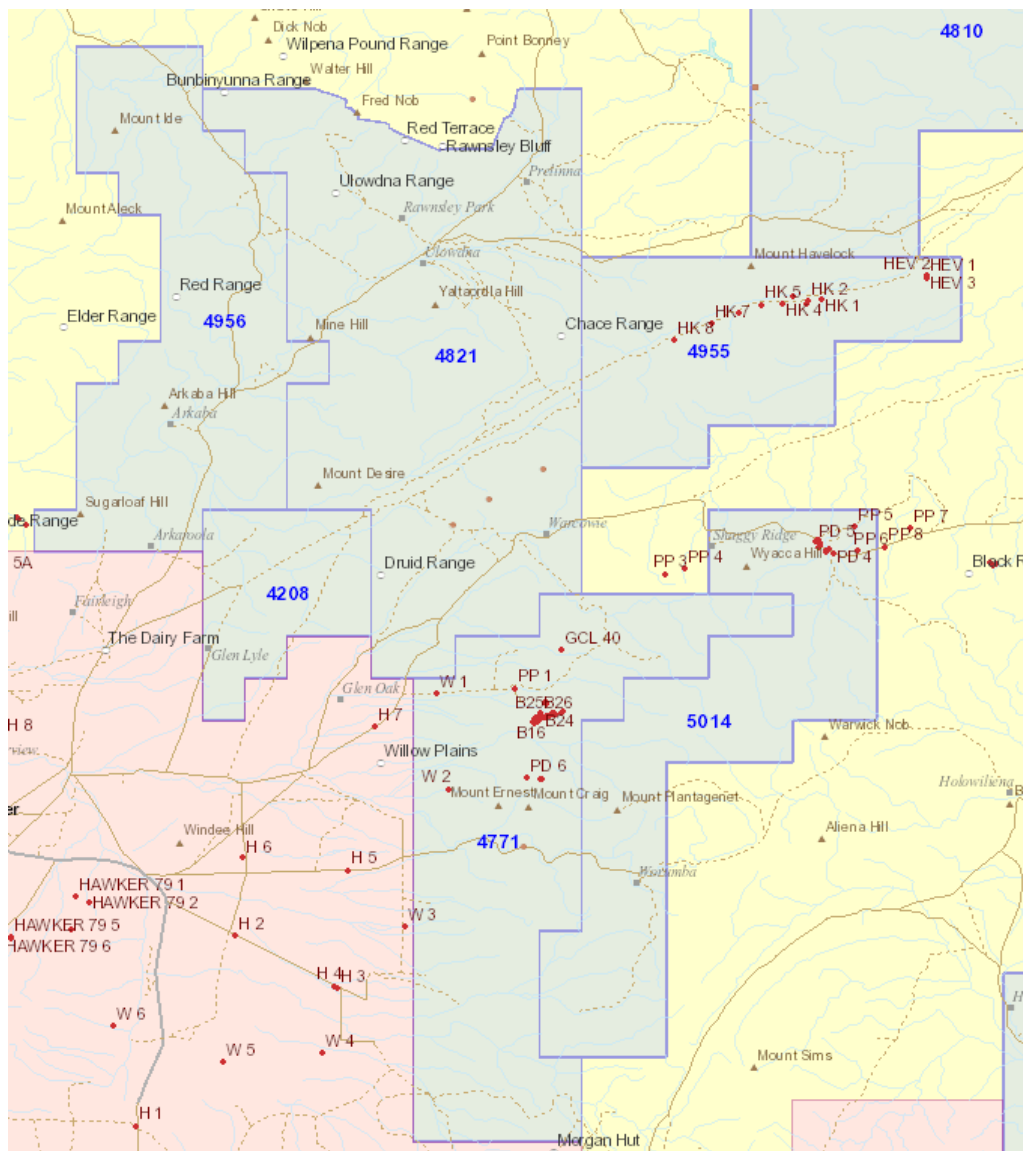 Dick Nob
4810
Wilpena Pound Range
Point Bonney
Walter Hill
Bunbinyunna Range
Fred Nob
Mount Ide
Red Terrace
Rawnsley Bluff
Prelinna
Ulowdna Range
Mount Aleck
Rawnsley Park
Ulowdna
Mount Havelock
HEV 2
HEV 1
HEV 3
Red Range
Yaltacolla Hill
HK 5
HK 2
HK 4
HK 1
HK 7
Elder Range
4956
Mine Hill
Chace Range
HK 8
4821
4955
Arkaba Hill
Arkaba
Mount Desire
Sugarloaf Hill
de Range
Arkaroola
Warcowie
Shaggy Ridge
PD 5
PP 5
PP 7
PP 6
PP 8
PD 4
Wyacca Hill
PP 3
PP 4
Black R
5A
Druid Range
4208
Fairleigh
ill
The Dairy Farm
Glen Lyle
GCL 40
Glen Oak
W 1
PP 1
B25
B26
B24
B16
H 8
H 7
5014
Warwick Nob
rview.
Willow Plains
PD 6
W 2
Mount Ernest
Mount Craig
Mount Plantagenet
Holowiliena
B
er
Windee Hill
4771
Aliena Hill
H 6
H 5
Worumba
HAWKER 79 1
HAWKER 79 2
W 3
HAWKER 79 5
HAWKER 79 6
H 2
H 4
H 3
H
W 6
W 4
W 5
Mount Sims
H 1
Morgan Hut